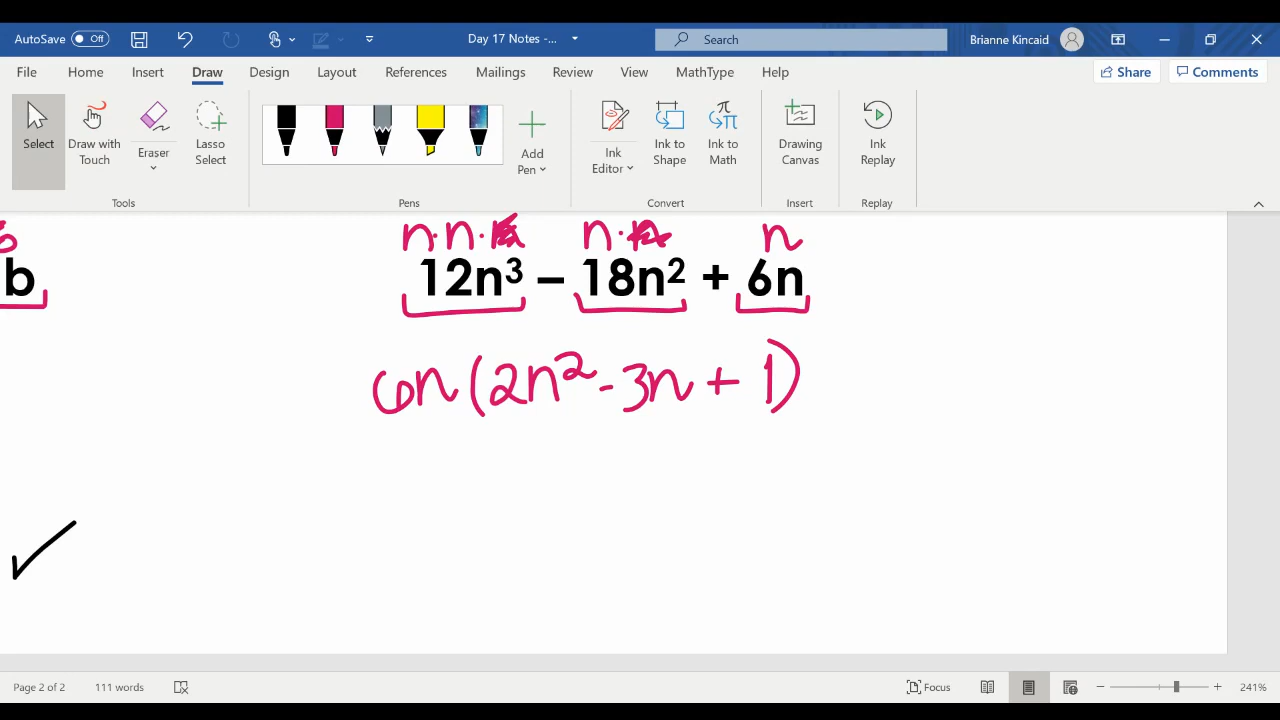 AutoSave Off Day 17 Notes -... Search Brianne Kincaid
File Home Insert Draw Design Layout References Mailings Review View MathType Help Share Comments
Select Draw with Touch Eraser Lasso Select Add Pen Ink Editor Ink to Shape Ink to Math Drawing Canvas Ink Replay
Tools Pens Convert Insert Replay
n·n· n· n
b 12n³ – 18n² + 6n
6n(2n² - 3n + 1)
Page 2 of 2 111 words Focus 241%